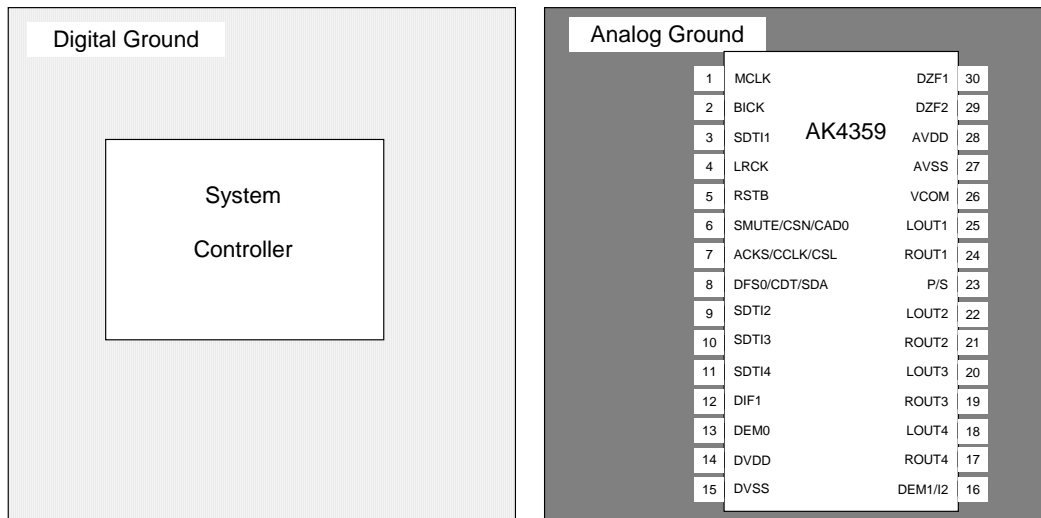 Digital Ground
System
Controller
Analog Ground
AK4359
1 MCLK DZF1 30
2 BICK DZF2 29
3 SDTI1 AVDD 28
4 LRCK AVSS 27
5 RSTB VCOM 26
6 SMUTE/CSN/CAD0 LOUT1 25
7 ACKS/CCLK/CSL ROUT1 24
8 DFS0/CDT/SDA P/S 23
9 SDTI2 LOUT2 22
10 SDTI3 ROUT2 21
11 SDTI4 LOUT3 20
12 DIF1 ROUT3 19
13 DEM0 LOUT4 18
14 DVDD ROUT4 17
15 DVSS DEM1/I2 16